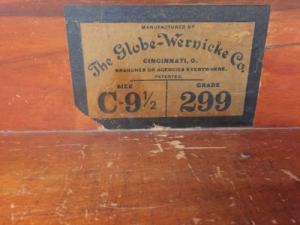 MANUFACTURED BY
The Globe-Wernicke Co.
CINCINNATI, O.
BRANCHES OR AGENCIES EVERYWHERE.
PATENTED.
SIZE GRADE
C-9½ 299